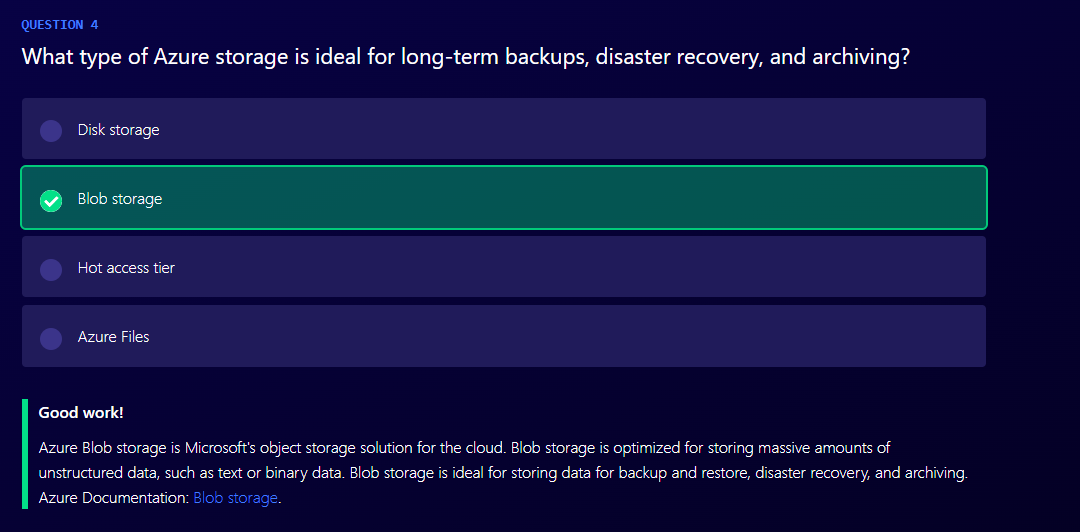 QUESTION 4
What type of Azure storage is ideal for long-term backups, disaster recovery, and archiving?
Disk storage
Blob storage
Hot access tier
Azure Files
Good work!
Azure Blob storage is Microsoft's object storage solution for the cloud. Blob storage is optimized for storing massive amounts of
unstructured data, such as text or binary data. Blob storage is ideal for storing data for backup and restore, disaster recovery, and archiving.
Azure Documentation: Blob storage.